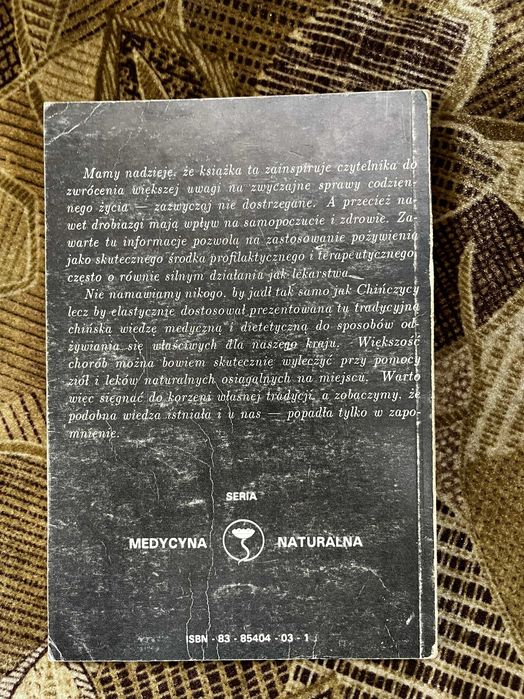 Mamy nadzieję, że książka ta zainspiruje czytelnika do
zwrócenia większej uwagi na zwyczajne sprawy codzien-
nego życia — zazwyczaj nie dostrzegane. A przecież na-
wet drobiazgi mają wpływ na samopoczucie i zdrowie. Za-
warte tu informacje pozwolą na zastosowanie pożywienia
jako skutecznego środka profilaktycznego i terapeutycznego,
często o równie silnym działaniu jak lekarstwa.
Nie namawiamy nikogo, by jadł tak samo jak Chińczycy
lecz by elastycznie dostosował prezentowaną tu tradycyjną
chińską wiedzę medyczną i dietetyczną do sposobów od-
żywiania się właściwych dla naszego kraju. Większość
chorób można bowiem skutecznie wyleczyć przy pomocy
ziół i leków naturalnych osiągalnych na miejscu. Warto
więc sięgnąć do korzeni własnej tradycji, a zobaczymy, że
podobna wiedza istniała i u nas — popadła tylko w zapo-
mnienie.
SERIA
MEDYCYNA NATURALNA
ISBN - 83 - 85404 - 03 - 1